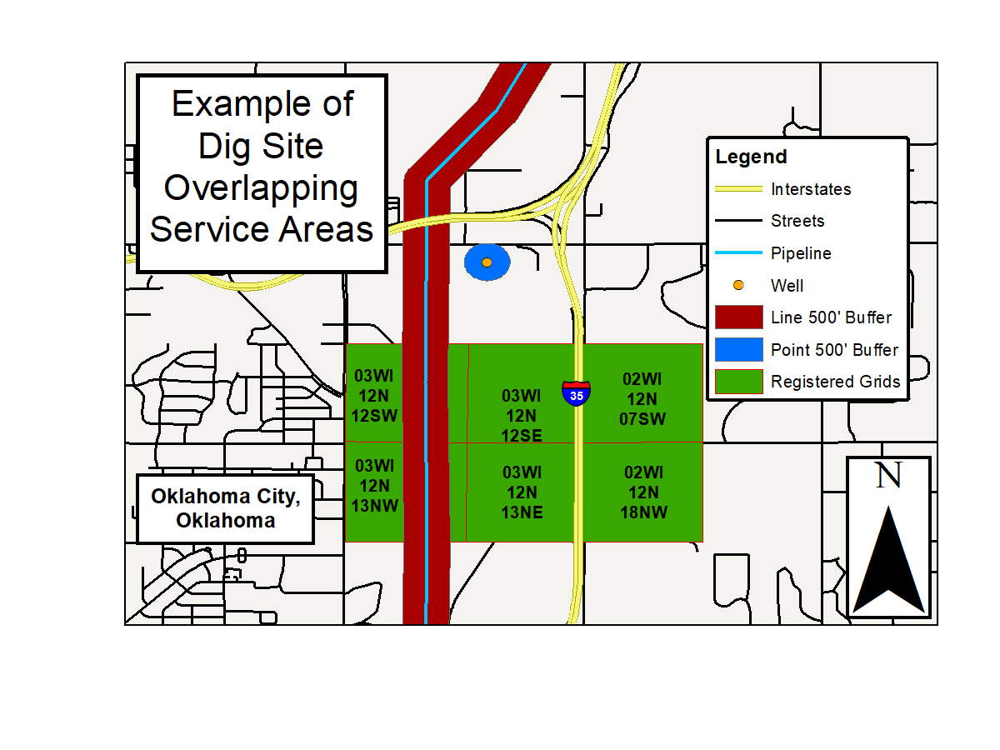 Example of
Dig Site
Overlapping
Service Areas
Legend
Interstates
Streets
Pipeline
Well
Line 500' Buffer
Point 500' Buffer
Registered Grids
03WI
12N
12SW
03WI
12N
12SE
35
02WI
12N
07SW
03WI
12N
13NW
03WI
12N
13NE
02WI
12N
18NW
Oklahoma City,
Oklahoma
N